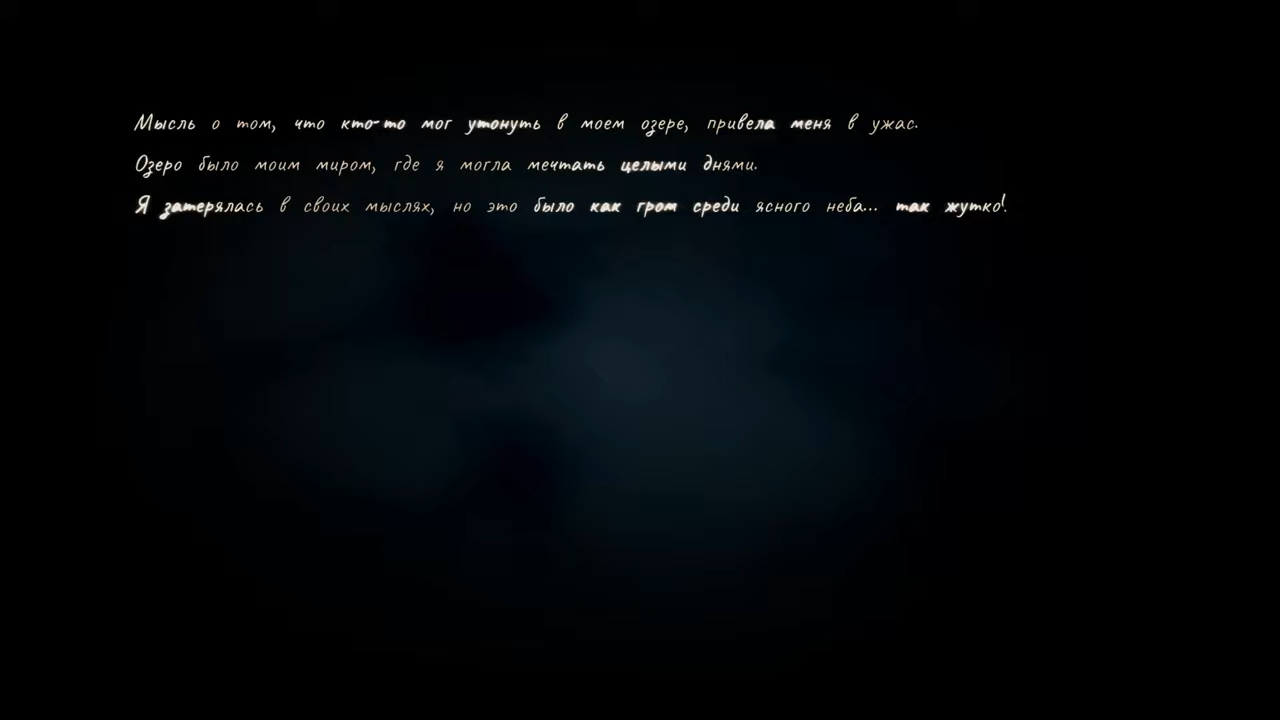 Мысль о том, что кто-то мог утонуть в моем озере, привела меня в ужас.
Озеро было моим миром, где я могла мечтать целыми днями.
Я затерялась в своих мыслях, но это было как гром среди ясного неба... так жутко!